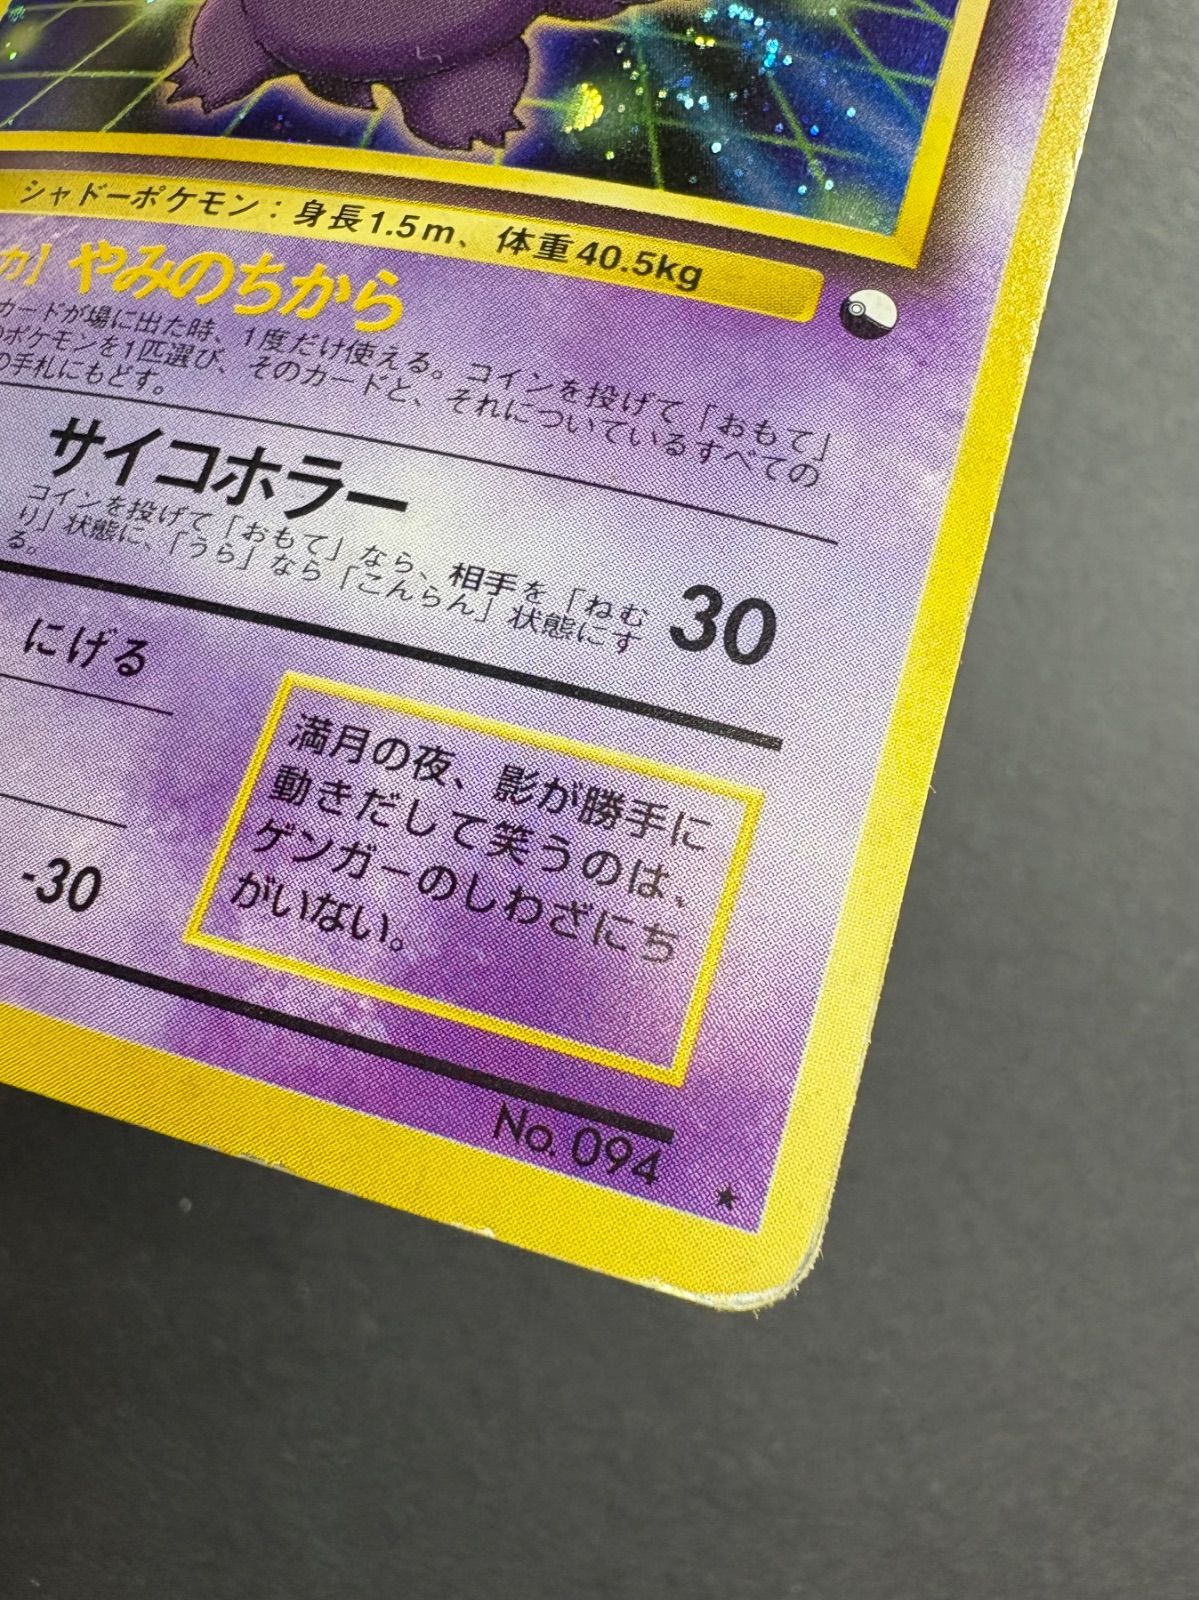 シャドーポケモン：身長1.5m、体重40.5kg
カ」やみのちから
カードが場に出た時、1度だけ使える。コインを投げて「おもて」
のポケモンを1匹選び、そのカードと、それについているすべての
の手札にもどす。
サイコホラー
コインを投げて「おもて」なら、相手を「ねむ
り」状態に、「うら」なら「こんらん」状態にす
る。
30
にげる
-30
満月の夜、影が勝手に
動きだして笑うのは、
ゲンガーのしわざにち
がいない。
No. 094
★